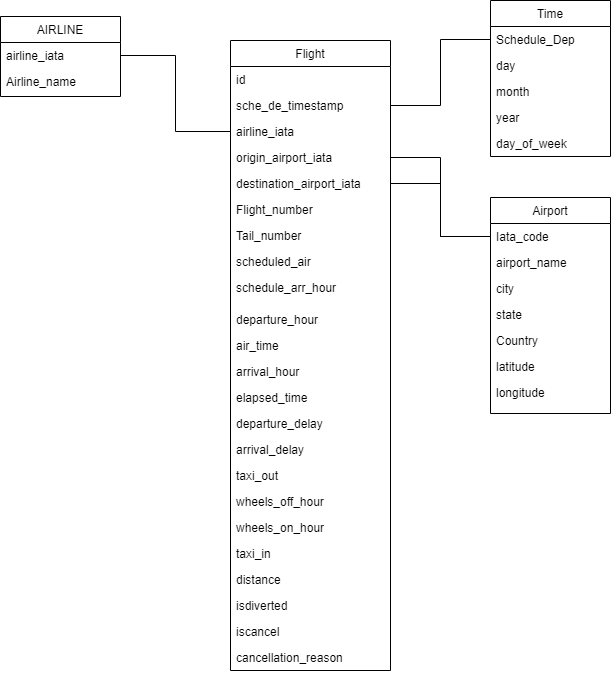 AIRLINE
airline_iata
Airline_name
Flight
id
sche_de_timestamp
airline_iata
origin_airport_iata
destination_airport_iata
Flight_number
Tail_number
scheduled_air
schedule_arr_hour
departure_hour
air_time
arrival_hour
elapsed_time
departure_delay
arrival_delay
taxi_out
wheels_off_hour
wheels_on_hour
taxi_in
distance
isdiverted
iscancel
cancellation_reason
Time
Schedule_Dep
day
month
year
day_of_week
Airport
Iata_code
airport_name
city
state
Country
latitude
longitude